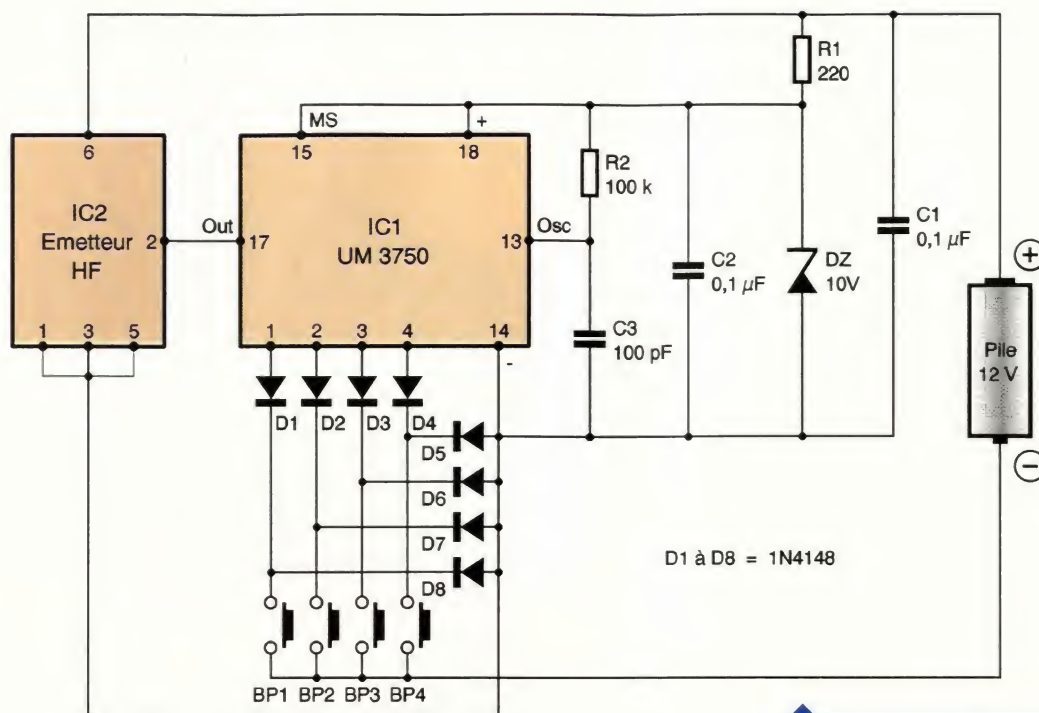 R1
220
MS
+
6
15
18
R2
100 k
IC2
Emetteur
HF
2
Out
17
IC1
UM 3750
Osc
13
C1
0,1 µF
C2
0,1 µF
DZ
10V
+
C3
100 pF
Pile
12 V
1
3
5
1
2
3
4
14
-
D1
D2
D3
D4
D5
D6
D7
D8
−
D1 à D8 = 1N4148
BP1
BP2
BP3
BP4